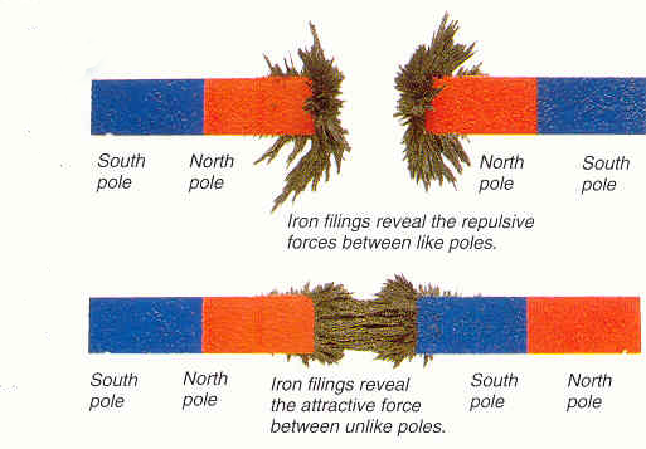 South pole
North pole
North pole
South pole
Iron filings reveal the repulsive
forces between like poles.
South pole
North pole
Iron filings reveal
the attractive force
between unlike poles.
South pole
North pole